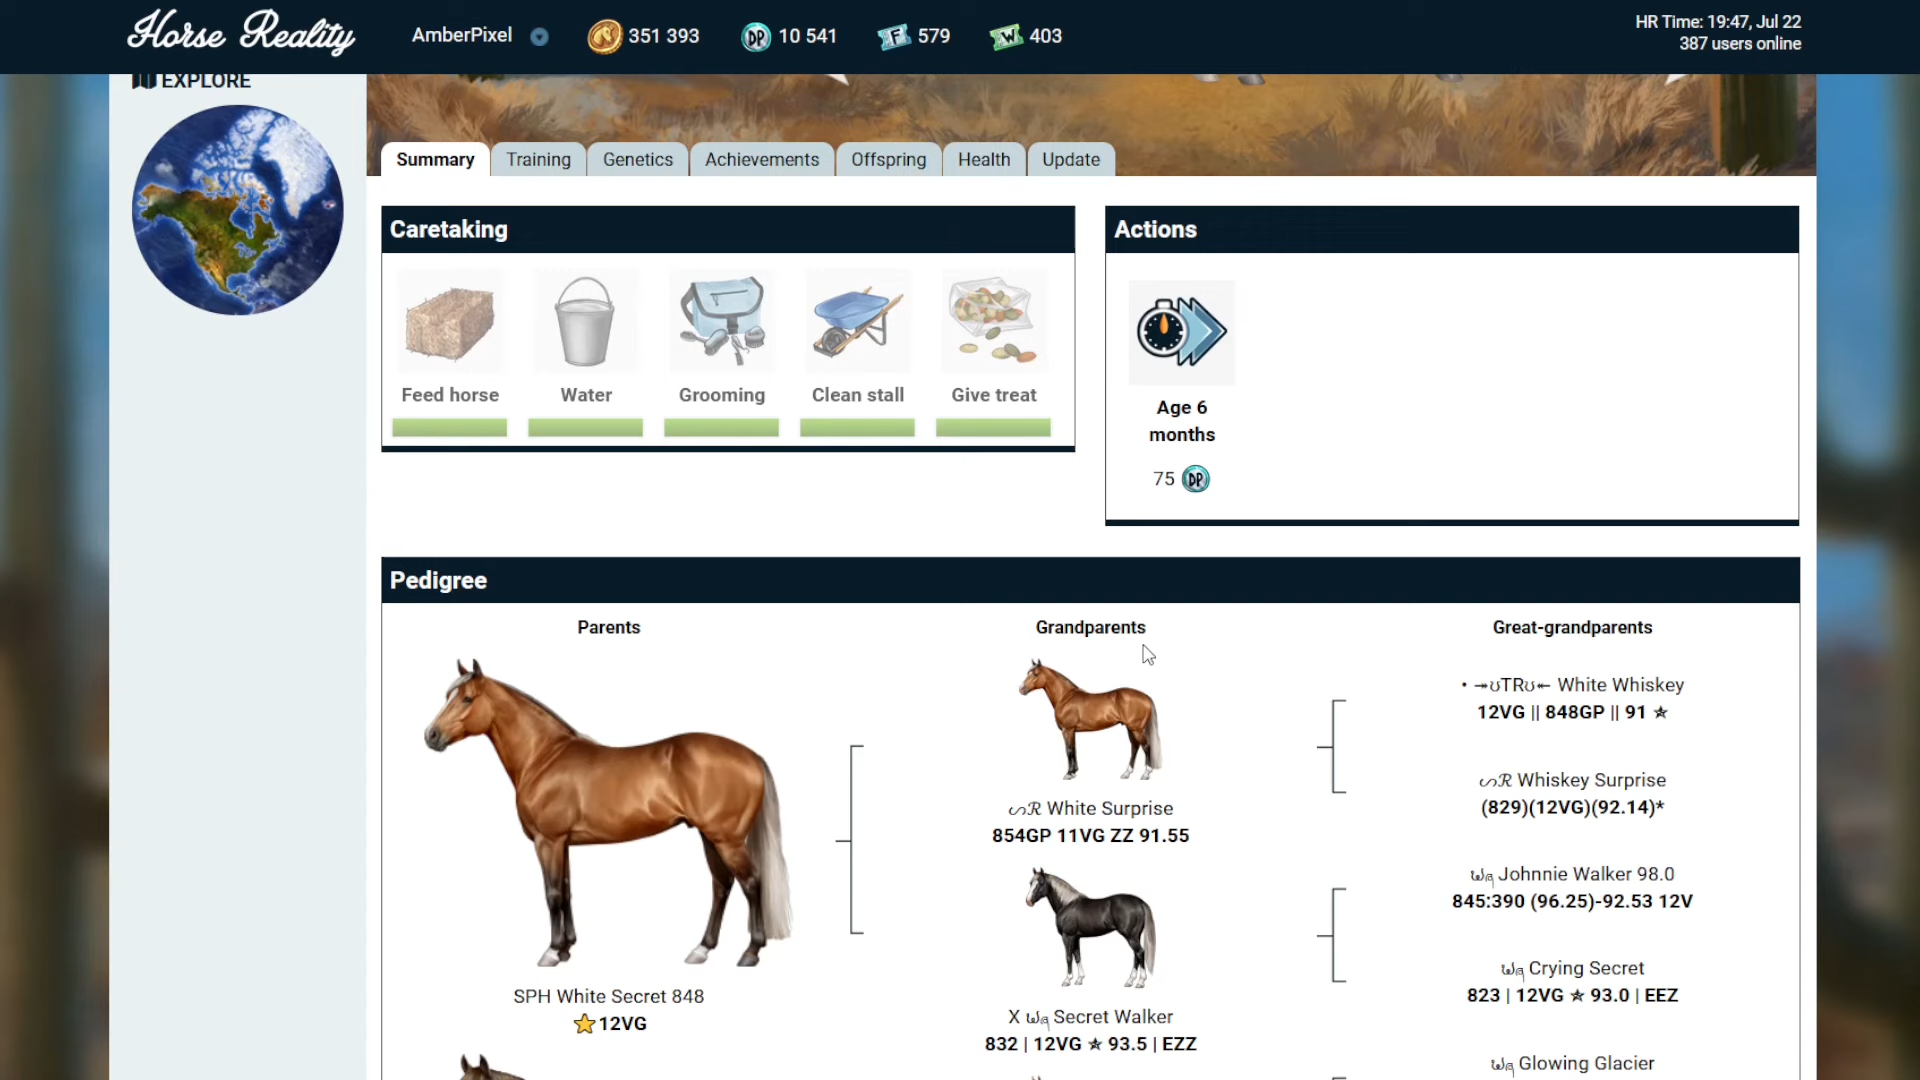 Horse Reality
AmberPixel
351 393
DP 10 541
F 579
W 403
HR Time: 19:47, Jul 22
387 users online
EXPLORE
Summary
Training
Genetics
Achievements
Offspring
Health
Update
Caretaking
Actions
Feed horse
Water
Grooming
Clean stall
Give treat
Age 6
months
75 DP
Pedigree
Parents
Grandparents
Great-grandparents
SPH White Secret 848
12VG
White Surprise
854GP 11VG ZZ 91.55
X Secret Walker
832 | 12VG ✮ 93.5 | EZZ
• ↠ʊTRʊ↞ White Whiskey
12VG || 848GP || 91 ✮
Whiskey Surprise
(829)(12VG)(92.14)*
Johnnie Walker 98.0
845:390 (96.25)-92.53 12V
Crying Secret
823 | 12VG ✮ 93.0 | EEZ
Glowing Glacier